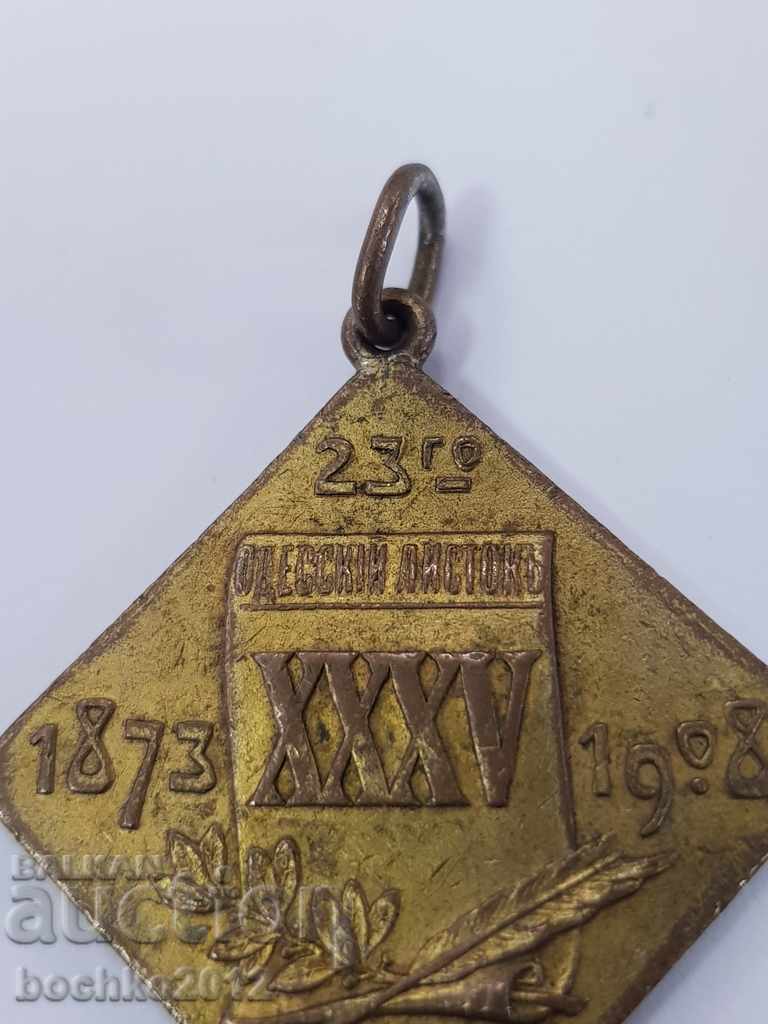 23го
ОДЕССКІЙ ЛИСТОКЪ
XXXV
1873 1908
BALKAN
auction
bochko2012